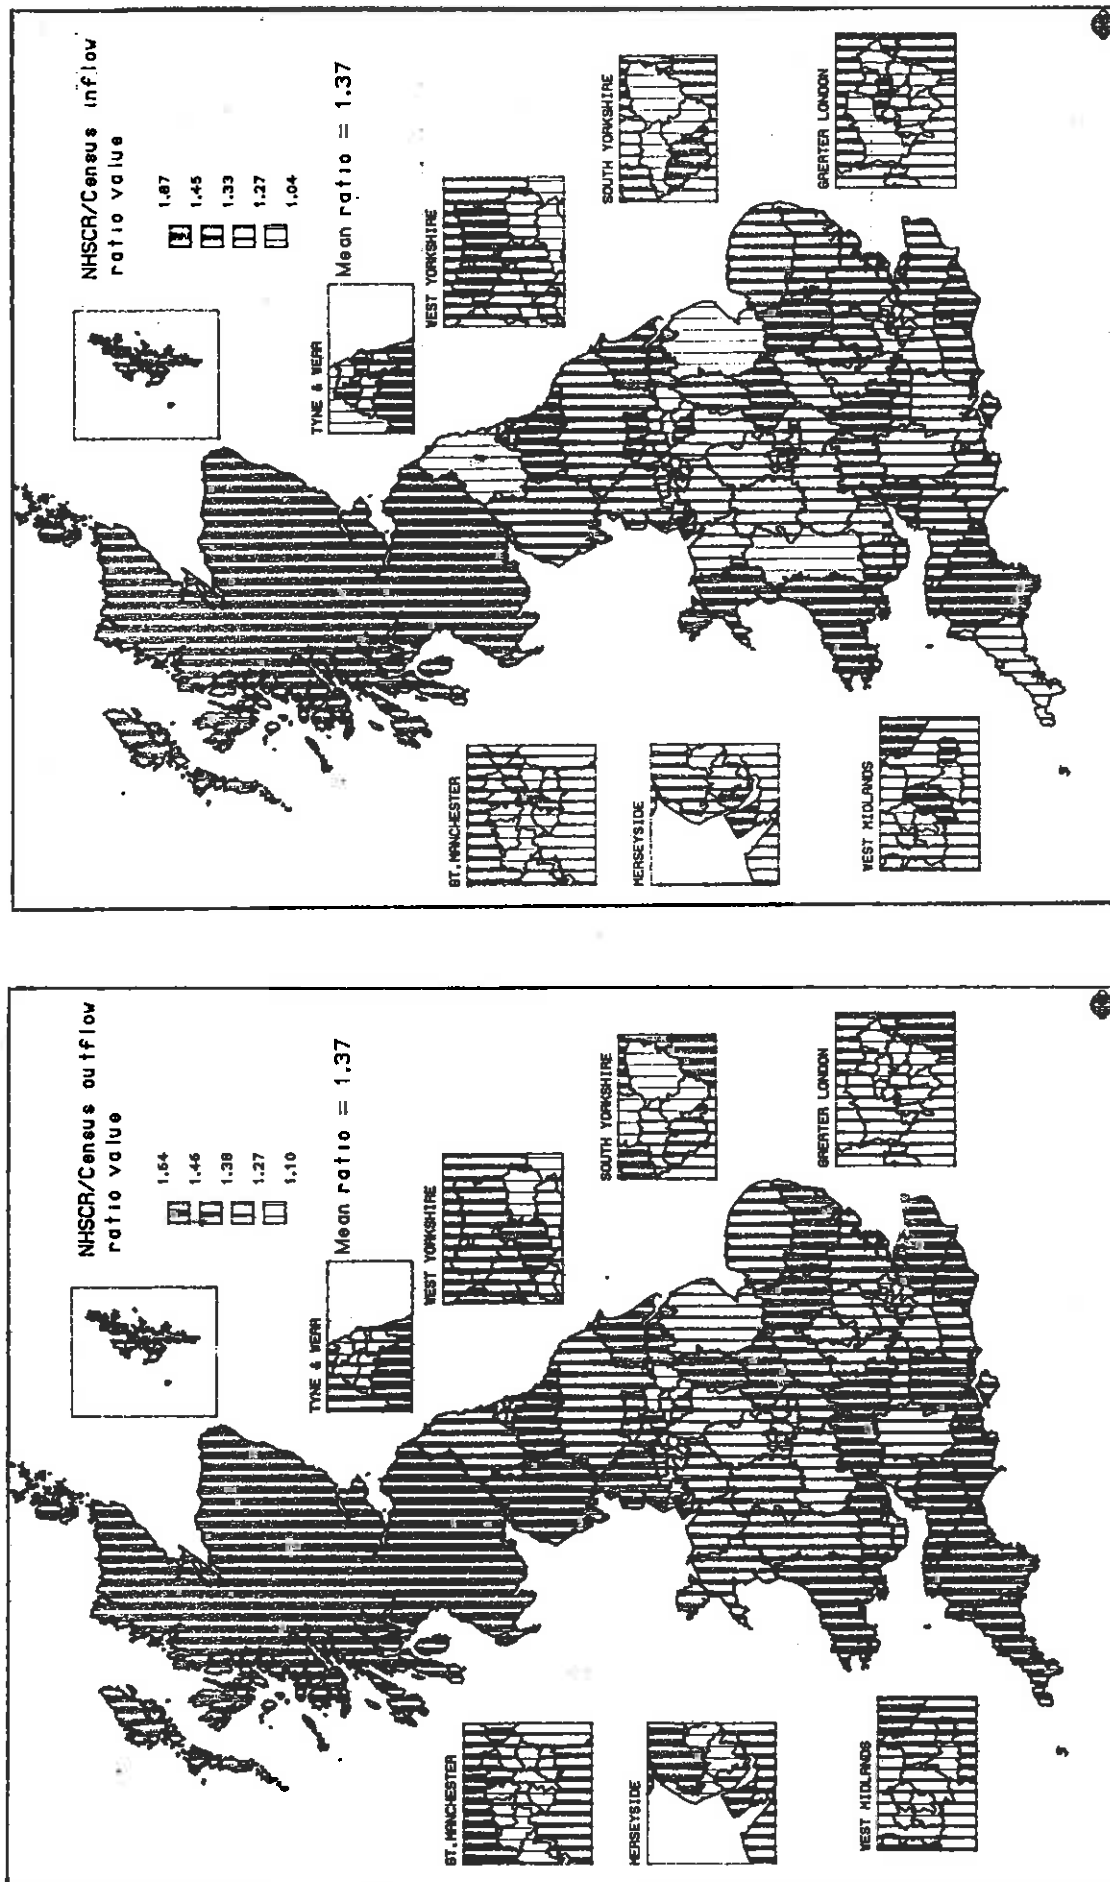 NHSCR/Census inflow
ratio value
1.87
1.45
1.33
1.27
1.04
Mean ratio = 1.37
TYNE & WEAR
WEST YORKSHIRE
SOUTH YORKSHIRE
GREATER LONDON
GT.MANCHESTER
MERSEYSIDE
WEST MIDLANDS
NHSCR/Census outflow
ratio value
1.54
1.46
1.38
1.27
1.10
Mean ratio = 1.37
TYNE & WEAR
WEST YORKSHIRE
SOUTH YORKSHIRE
GREATER LONDON
GT.MANCHESTER
MERSEYSIDE
WEST MIDLANDS